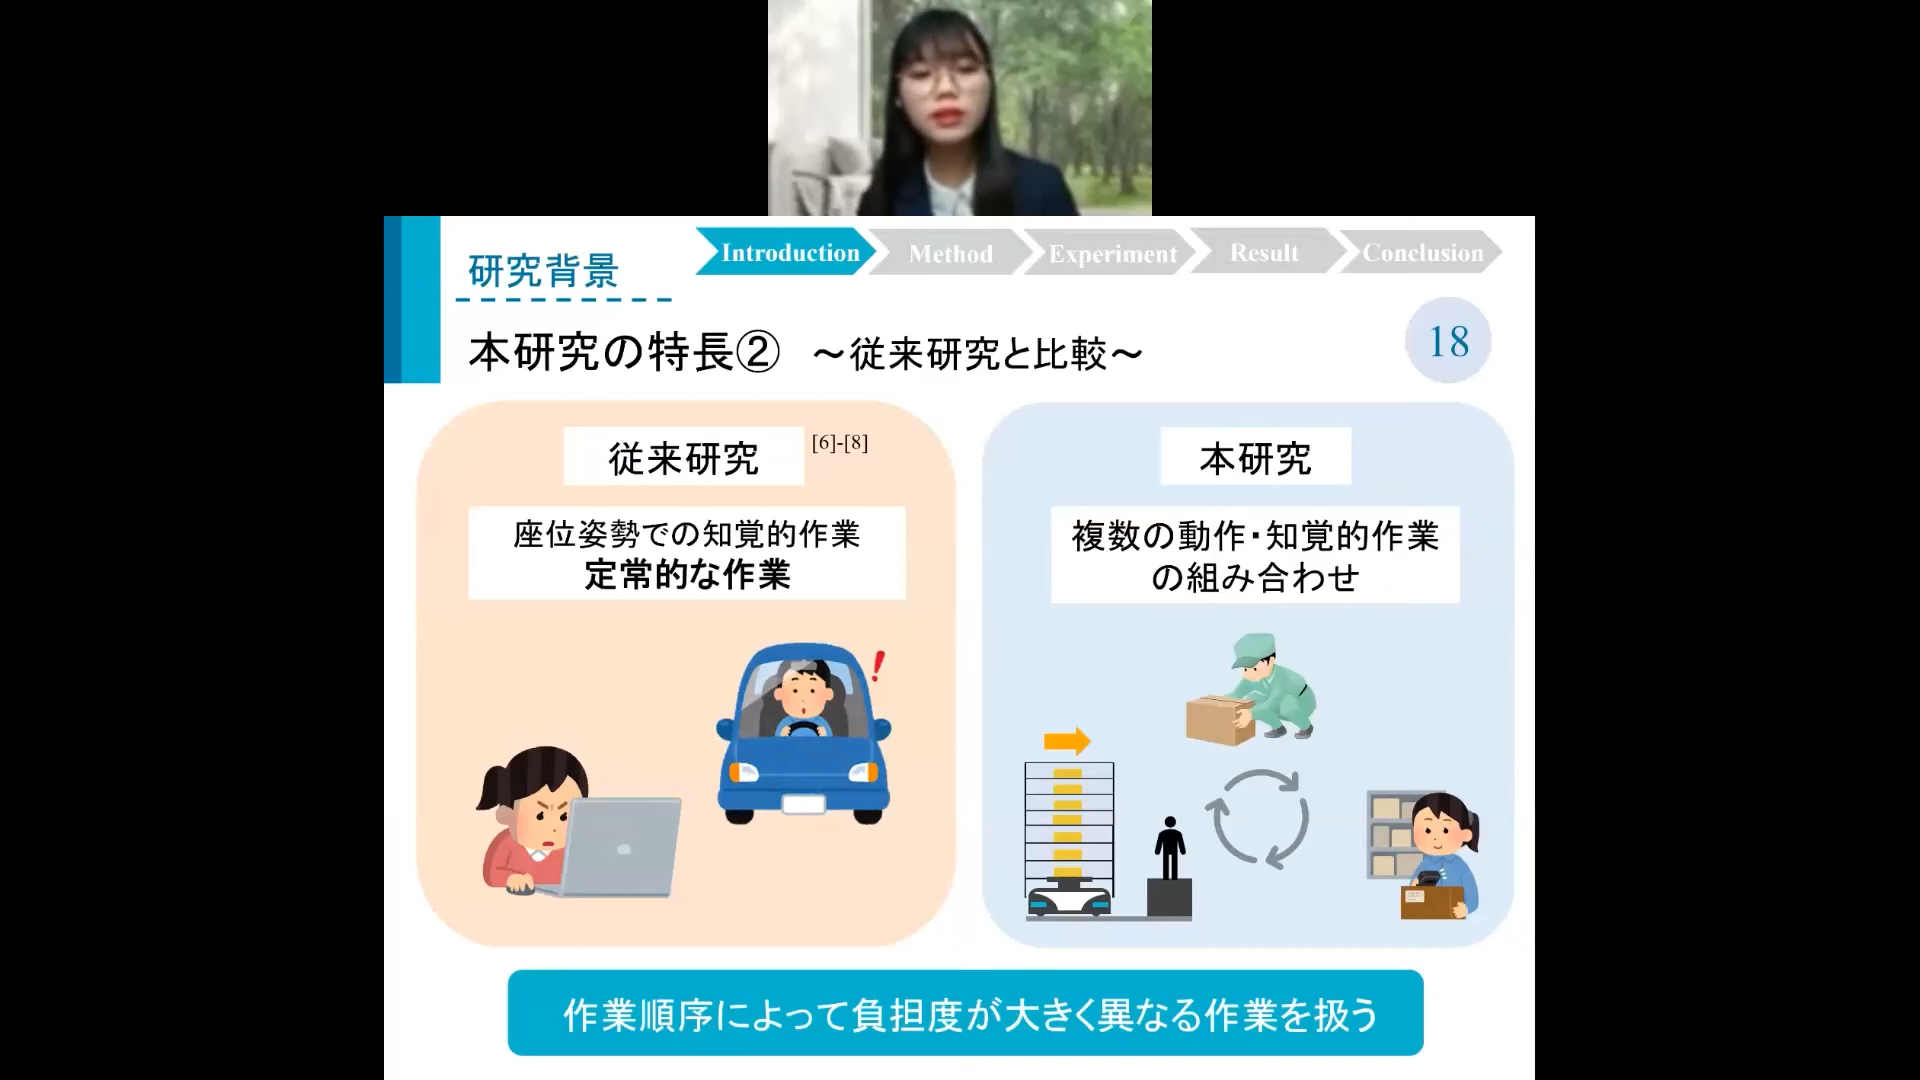 研究背景
Introduction
Method
Experiment
Result
Conclusion
本研究の特長② ～従来研究と比較～
18
従来研究
[6]-[8]
座位姿勢での知覚的作業
定常的な作業
本研究
複数の動作・知覚的作業
の組み合わせ
作業順序によって負担度が大きく異なる作業を扱う